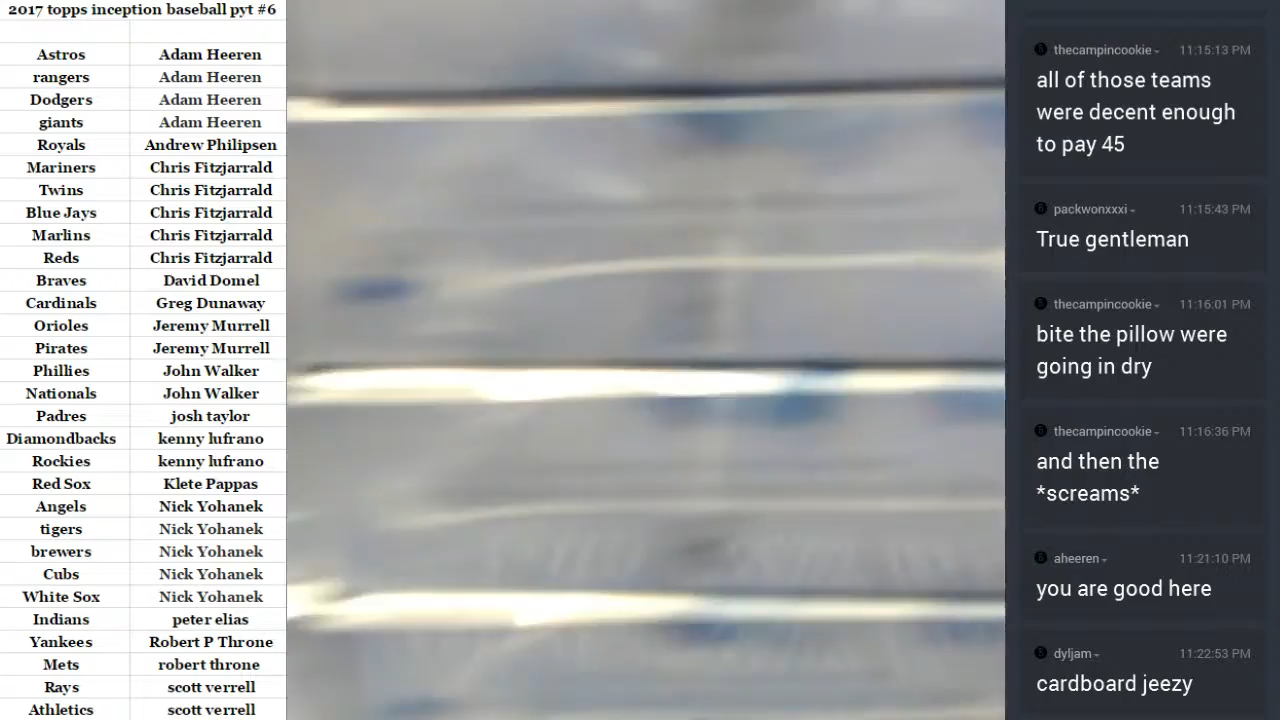 2017 topps inception baseball pyt #6
Astros Adam Heeren
rangers Adam Heeren
Dodgers Adam Heeren
giants Adam Heeren
Royals Andrew Philipsen
Mariners Chris Fitzjarrald
Twins Chris Fitzjarrald
Blue Jays Chris Fitzjarrald
Marlins Chris Fitzjarrald
Reds Chris Fitzjarrald
Braves David Domel
Cardinals Greg Dunaway
Orioles Jeremy Murrell
Pirates Jeremy Murrell
Phillies John Walker
Nationals John Walker
Padres josh taylor
Diamondbacks kenny lufrano
Rockies kenny lufrano
Red Sox Klete Pappas
Angels Nick Yohanek
tigers Nick Yohanek
brewers Nick Yohanek
Cubs Nick Yohanek
White Sox Nick Yohanek
Indians peter elias
Yankees Robert P Throne
Mets robert throne
Rays scott verrell
Athletics scott verrell
thecampincookie 11:15:13 PM
all of those teams
were decent enough
to pay 45
packwonxxxi 11:15:43 PM
True gentleman
thecampincookie 11:16:01 PM
bite the pillow were
going in dry
thecampincookie 11:16:36 PM
and then the
*screams*
aheeren 11:21:10 PM
you are good here
dyljam 11:22:53 PM
cardboard jeezy